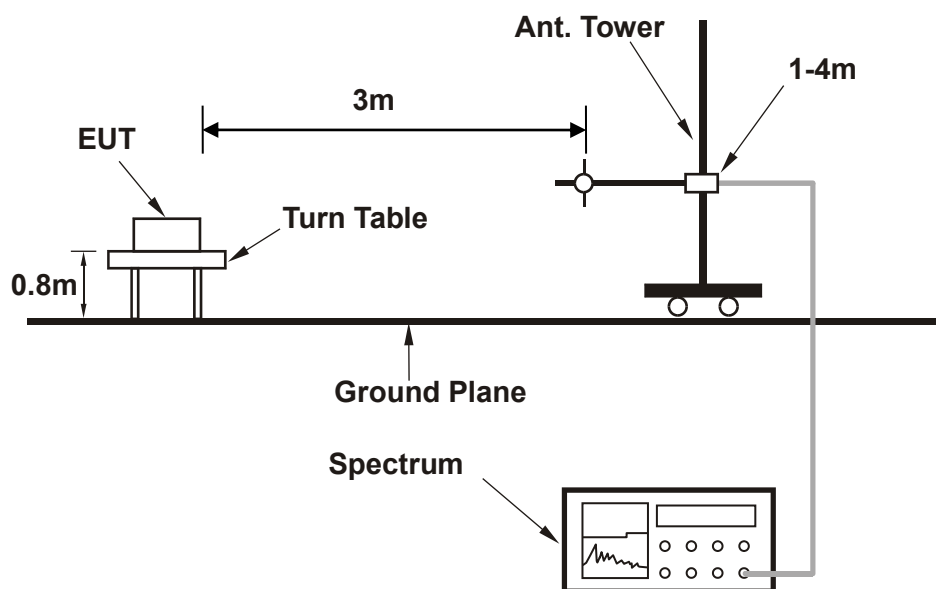 Ant. Tower
1-4m
3m
EUT
Turn Table
0.8m
Ground Plane
Spectrum